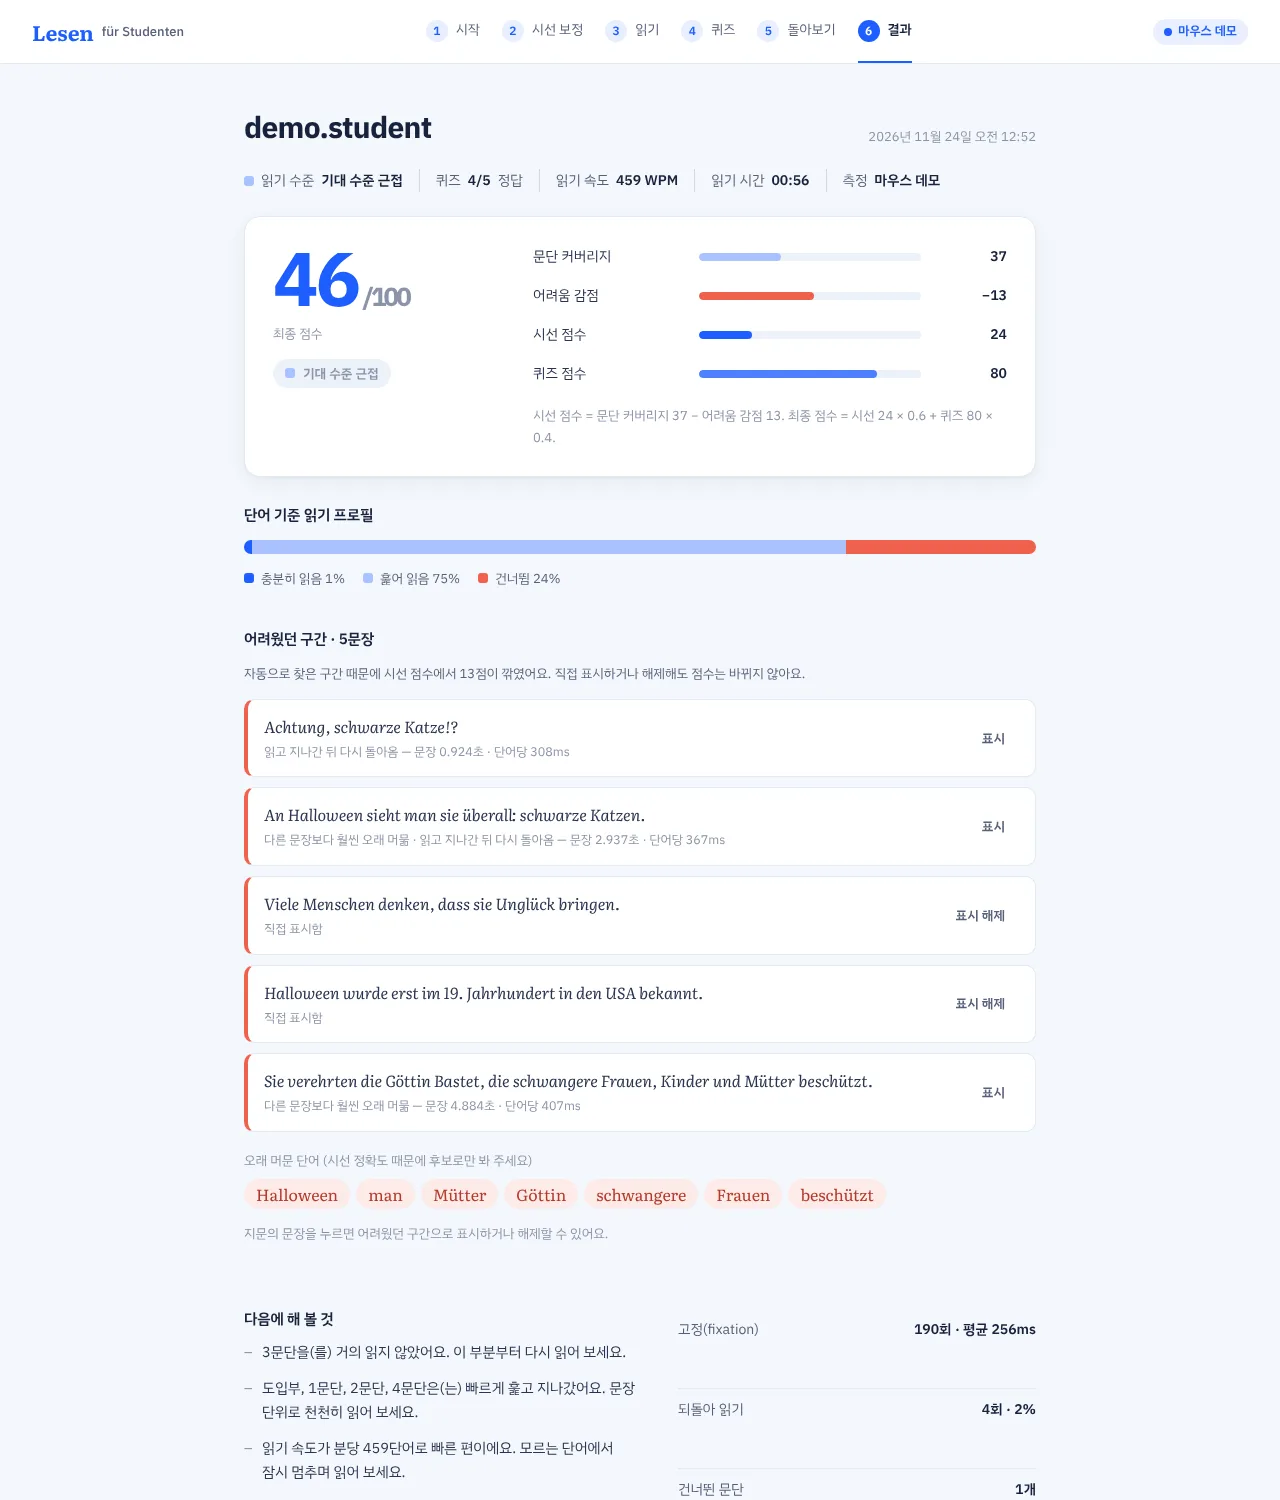 Lesen für Studenten
1 시작
2 시선 보정
3 읽기
4 퀴즈
5 돌아보기
6 결과
마우스 데모
demo.student
2026년 11월 24일 오전 12:52
읽기 수준 기대 수준 근접
퀴즈 4/5 정답
읽기 속도 459 WPM
읽기 시간 00:56
측정 마우스 데모
46/100
최종 점수
기대 수준 근접
문단 커버리지 37
어려움 감점 −13
시선 점수 24
퀴즈 점수 80
시선 점수 = 문단 커버리지 37 − 어려움 감점 13. 최종 점수 = 시선 24 × 0.6 + 퀴즈 80 ×
0.4.
단어 기준 읽기 프로필
충분히 읽음 1% 훑어 읽음 75% 건너뜀 24%
어려웠던 구간 · 5문장
자동으로 찾은 구간 때문에 시선 점수에서 13점이 깎였어요. 직접 표시하거나 해제해도 점수는 바뀌지 않아요.
Achtung, schwarze Katze!?
읽고 지나간 뒤 다시 돌아옴 — 문장 0.924초 · 단어당 308ms
표시
An Halloween sieht man sie überall: schwarze Katzen.
다른 문장보다 훨씬 오래 머묾 · 읽고 지나간 뒤 다시 돌아옴 — 문장 2.937초 · 단어당 367ms
표시
Viele Menschen denken, dass sie Unglück bringen.
직접 표시함
표시 해제
Halloween wurde erst im 19. Jahrhundert in den USA bekannt.
직접 표시함
표시 해제
Sie verehrten die Göttin Bastet, die schwangere Frauen, Kinder und Mütter beschützt.
다른 문장보다 훨씬 오래 머묾 — 문장 4.884초 · 단어당 407ms
표시
오래 머문 단어 (시선 정확도 때문에 후보로만 봐 주세요)
Halloween man Mütter Göttin schwangere Frauen beschützt
지문의 문장을 누르면 어려웠던 구간으로 표시하거나 해제할 수 있어요.
다음에 해 볼 것
– 3문단을(를) 거의 읽지 않았어요. 이 부분부터 다시 읽어 보세요.
– 도입부, 1문단, 2문단, 4문단은(는) 빠르게 훑고 지나갔어요. 문장
단위로 천천히 읽어 보세요.
– 읽기 속도가 분당 459단어로 빠른 편이에요. 모르는 단어에서
잠시 멈추며 읽어 보세요.
고정(fixation) 190회 · 평균 256ms
되돌아 읽기 4회 · 2%
건너뛴 문단 1개